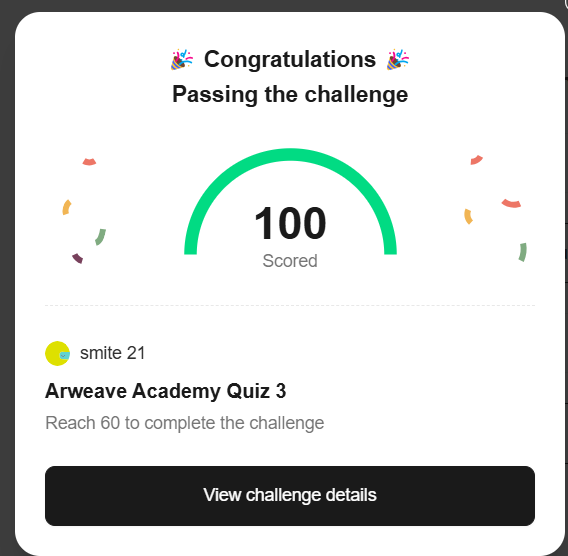 🎉 Congratulations 🎉
Passing the challenge
100
Scored
smite 21
Arweave Academy Quiz 3
Reach 60 to complete the challenge
View challenge details